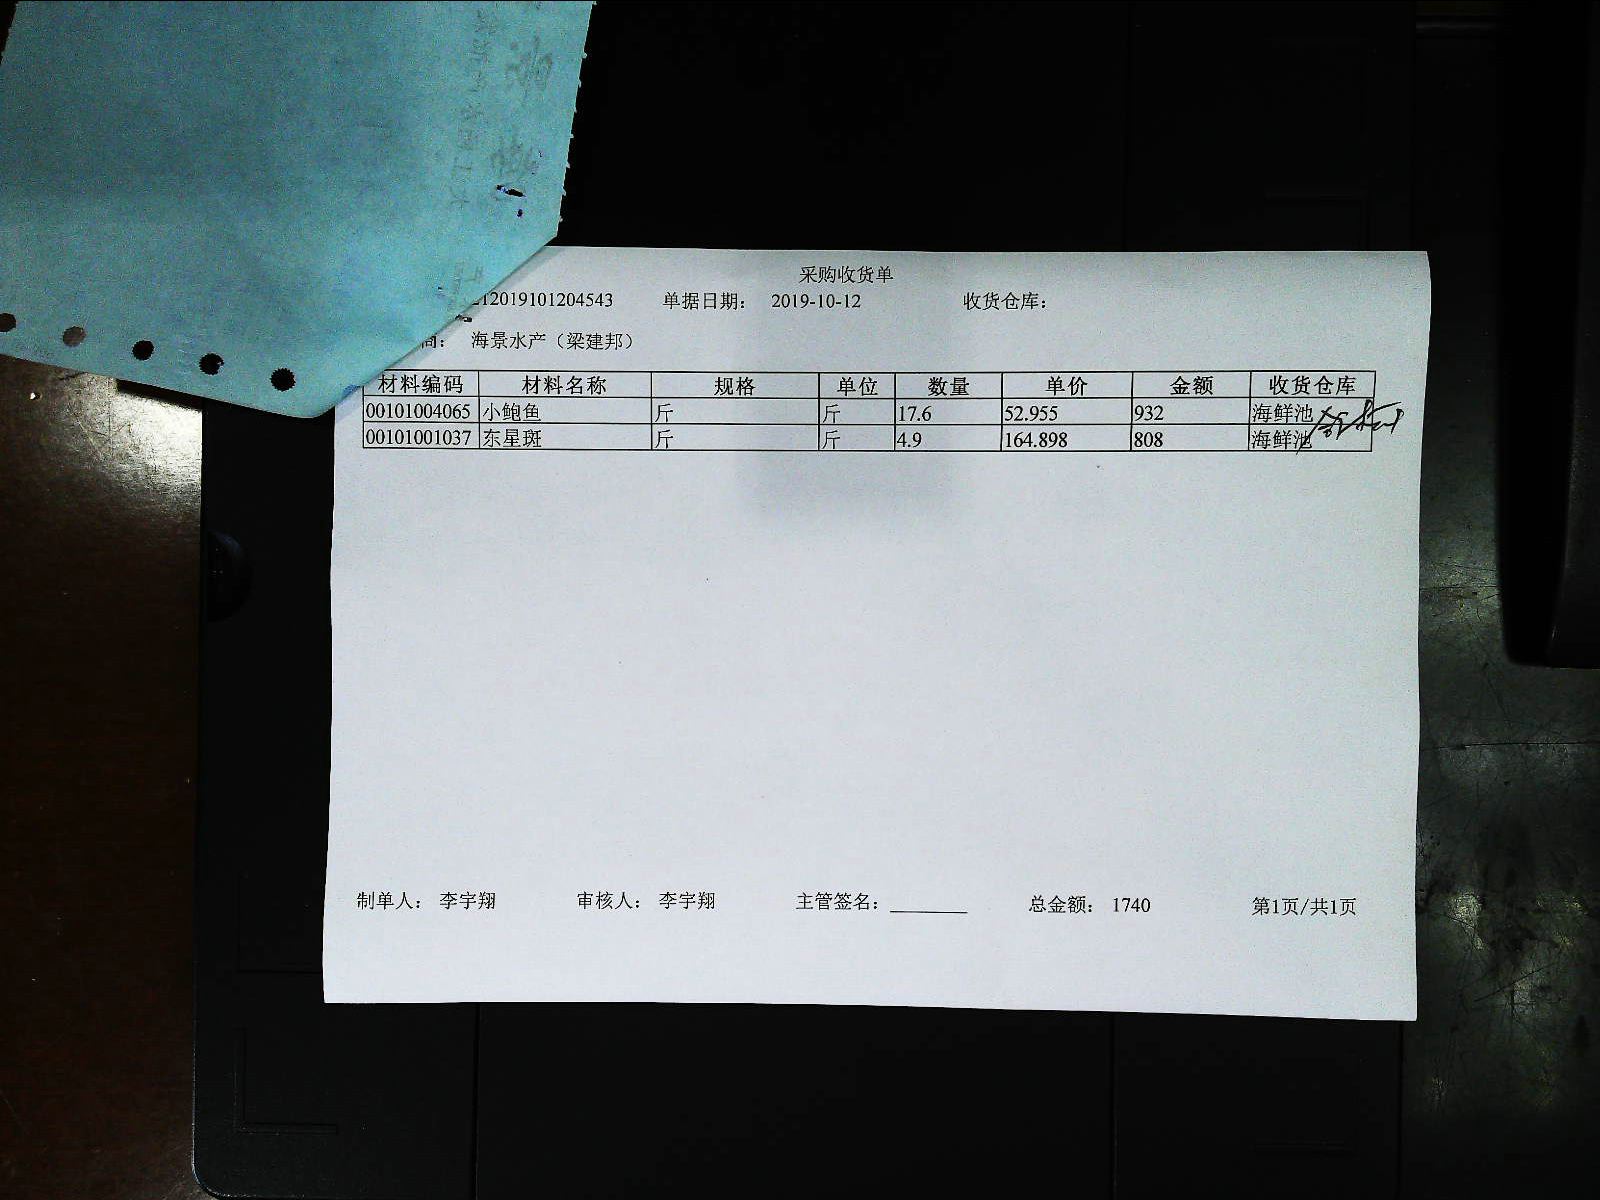 采购收货单
12019101204543 单据日期： 2019-10-12 收货仓库：
商： 海景水产（梁建邦）
材料编码 材料名称 规格 单位 数量 单价 金额 收货仓库
00101004065 小鲍鱼 斤 斤 17.6 52.955 932 海鲜池
00101001037 东星斑 斤 斤 4.9 164.898 808 海鲜池
制单人： 李宇翔 审核人： 李宇翔 主管签名： 总金额： 1740 第1页/共1页